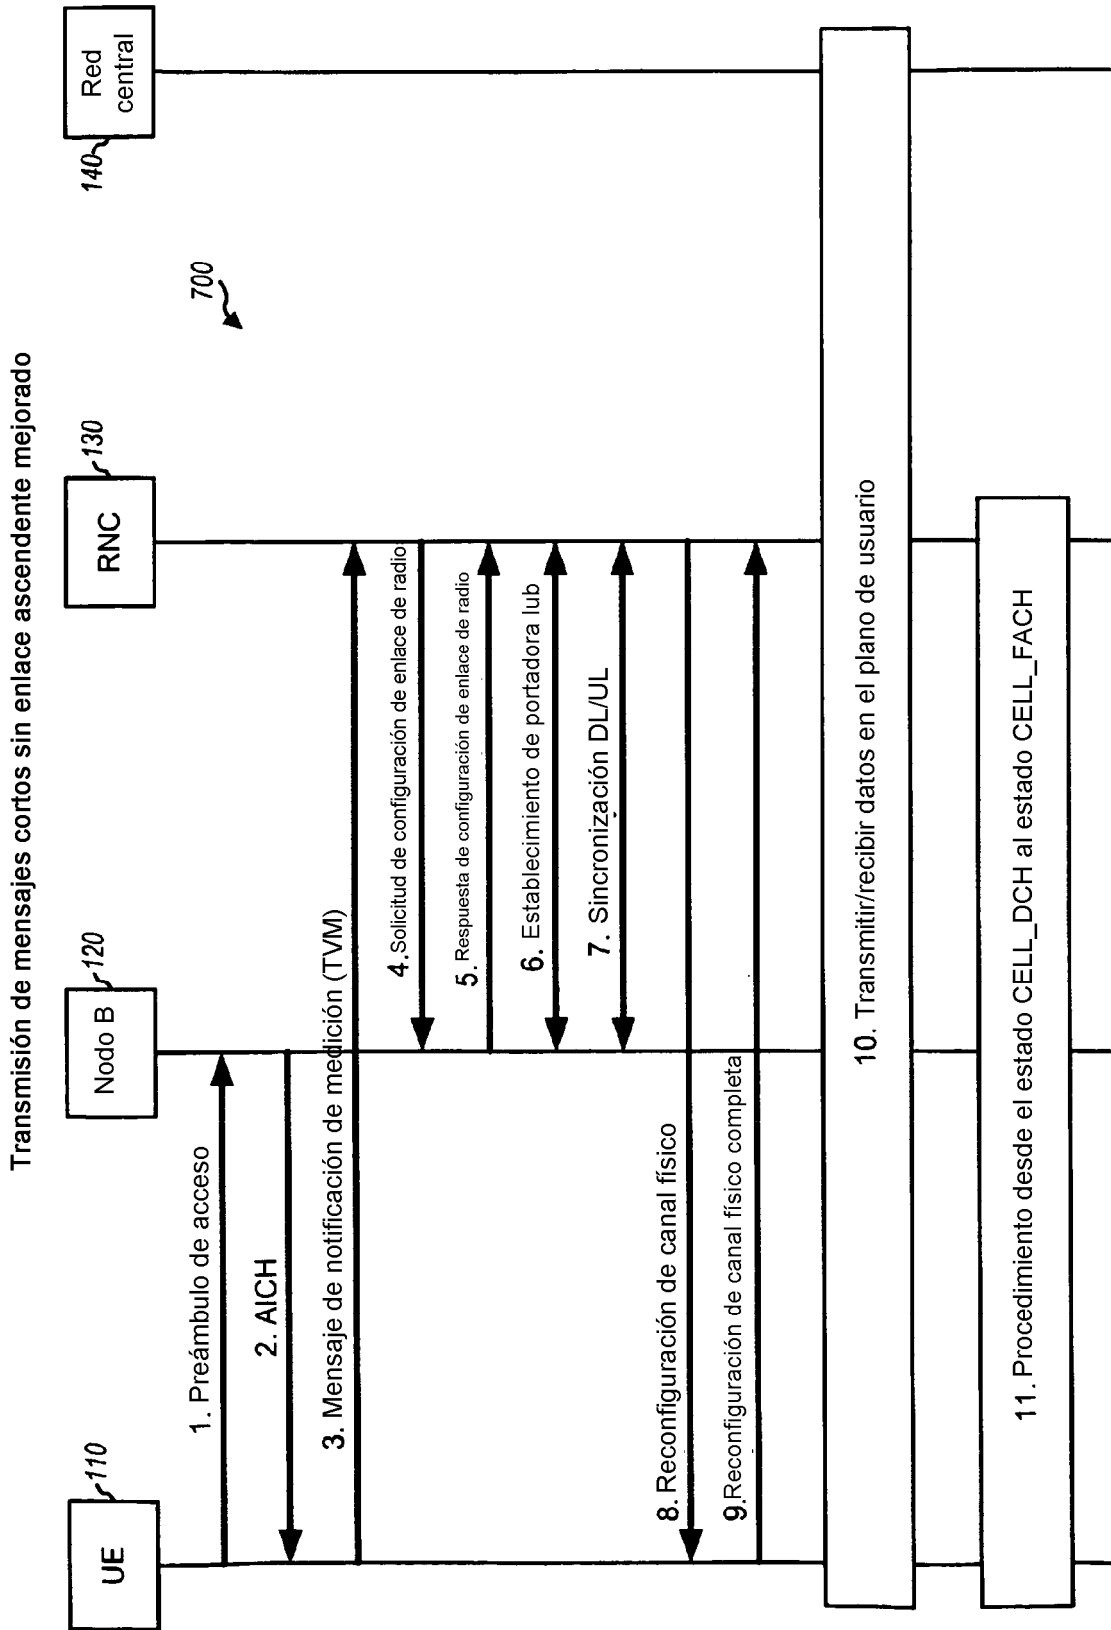 Transmisión de mensajes cortos sin enlace ascendente mejorado
UE
110
Nodo B
120
RNC
130
Red
central
140
700
1. Preámbulo de acceso
2. AICH
3. Mensaje de notificación de medición (TVM)
4. Solicitud de configuración de enlace de radio
5. Respuesta de configuración de enlace de radio
6. Establecimiento de portadora lub
7. Sincronización DL/UL
8. Reconfiguración de canal físico
9. Reconfiguración de canal físico completa
10. Transmitir/recibir datos en el plano de usuario
11. Procedimiento desde el estado CELL_DCH al estado CELL_FACH